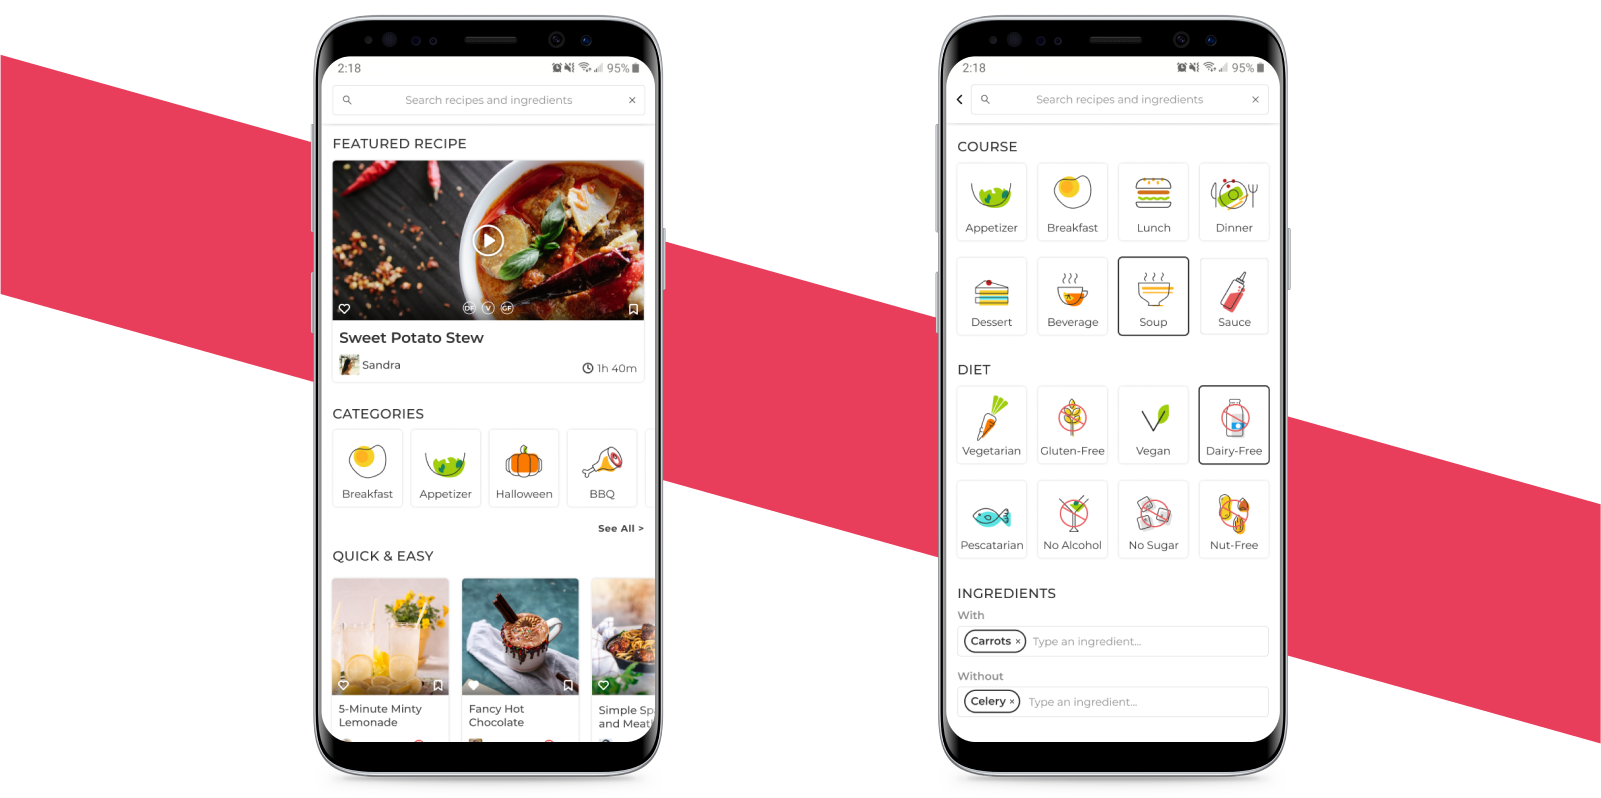 2:18
95%
Search recipes and ingredients ×
FEATURED RECIPE
DF V GF
Sweet Potato Stew
Sandra
1h 40m
CATEGORIES
Breakfast Appetizer Halloween BBQ
See All >
QUICK & EASY
5-Minute Minty
Lemonade
Fancy Hot
Chocolate
Simple Sp
and Meat
2:18
95%
Search recipes and ingredients ×
COURSE
Appetizer Breakfast Lunch Dinner
Dessert Beverage Soup Sauce
DIET
Vegetarian Gluten-Free Vegan Dairy-Free
Pescatarian No Alcohol No Sugar Nut-Free
INGREDIENTS
With
Carrots × Type an ingredient...
Without
Celery × Type an ingredient...